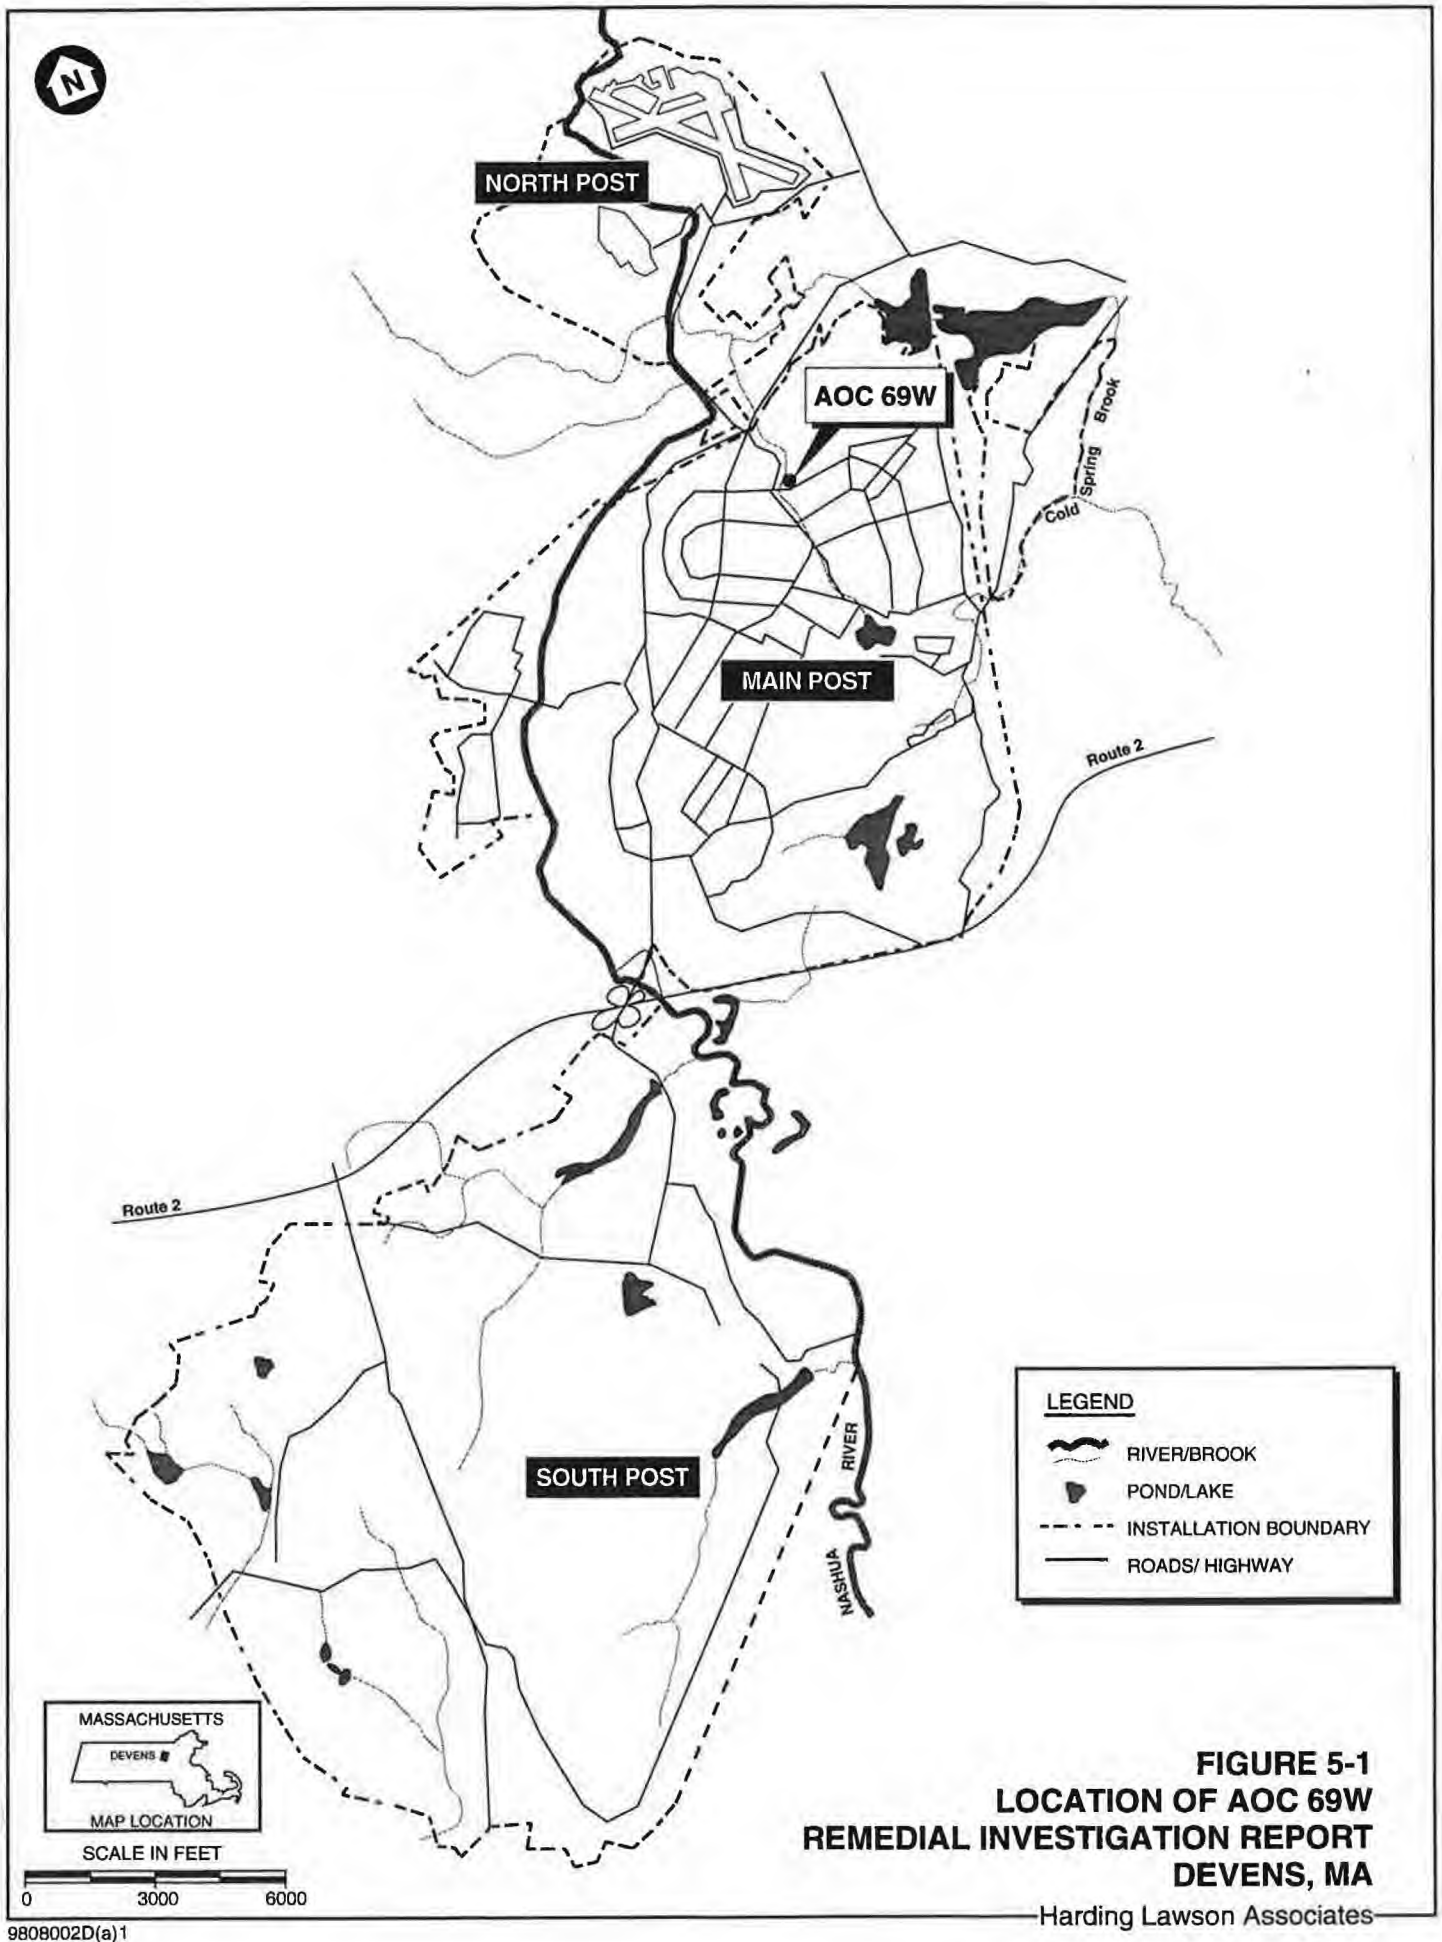 N
NORTH POST
AOC 69W
Cold Spring Brook
MAIN POST
Route 2
Route 2
SOUTH POST
NASHUA RIVER
LEGEND
RIVER/BROOK
POND/LAKE
INSTALLATION BOUNDARY
ROADS/ HIGHWAY
MASSACHUSETTS
DEVENS
MAP LOCATION
SCALE IN FEET
0 3000 6000
FIGURE 5-1
LOCATION OF AOC 69W
REMEDIAL INVESTIGATION REPORT
DEVENS, MA
Harding Lawson Associates
9808002D(a)1